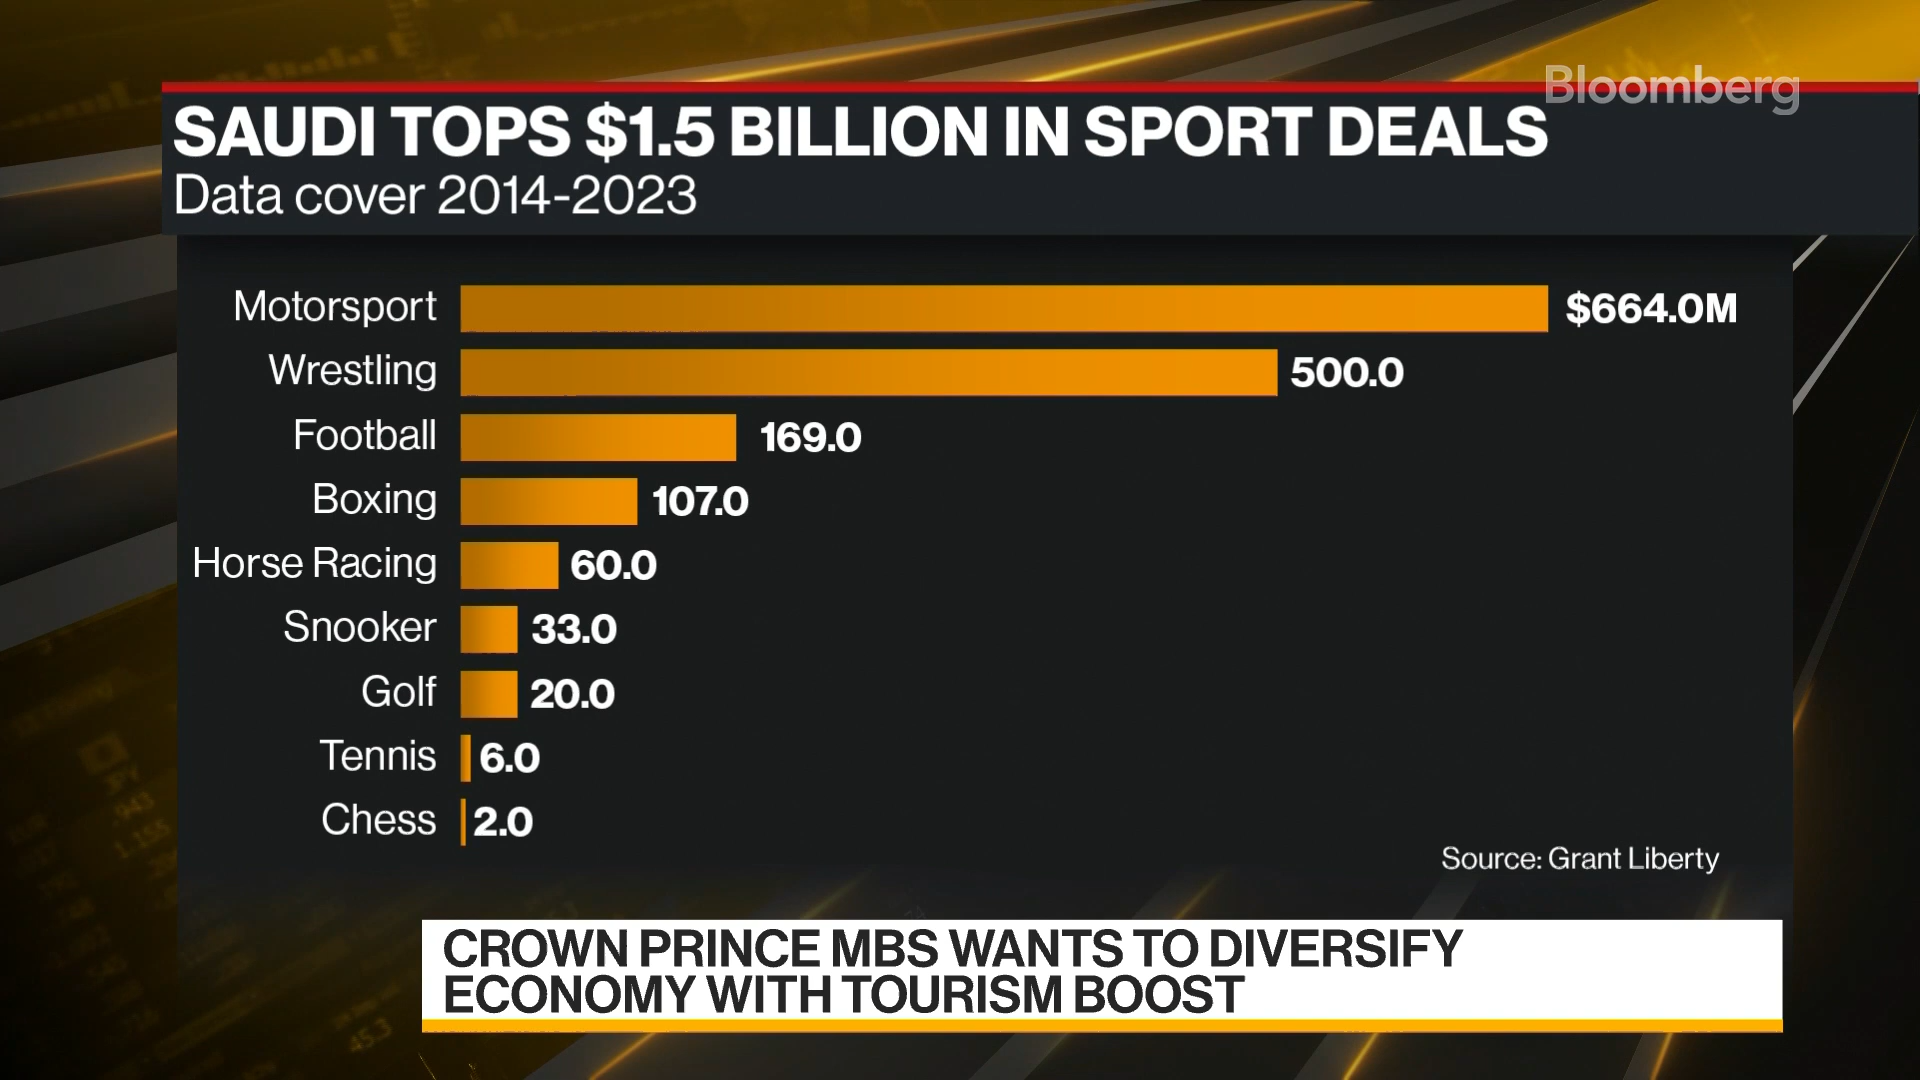 Bloomberg
SAUDI TOPS $1.5 BILLION IN SPORT DEALS
Data cover 2014-2023
Motorsport $664.0M
Wrestling 500.0
Football 169.0
Boxing 107.0
Horse Racing 60.0
Snooker 33.0
Golf 20.0
Tennis 6.0
Chess 2.0
Source: Grant Liberty
CROWN PRINCE MBS WANTS TO DIVERSIFY
ECONOMY WITH TOURISM BOOST